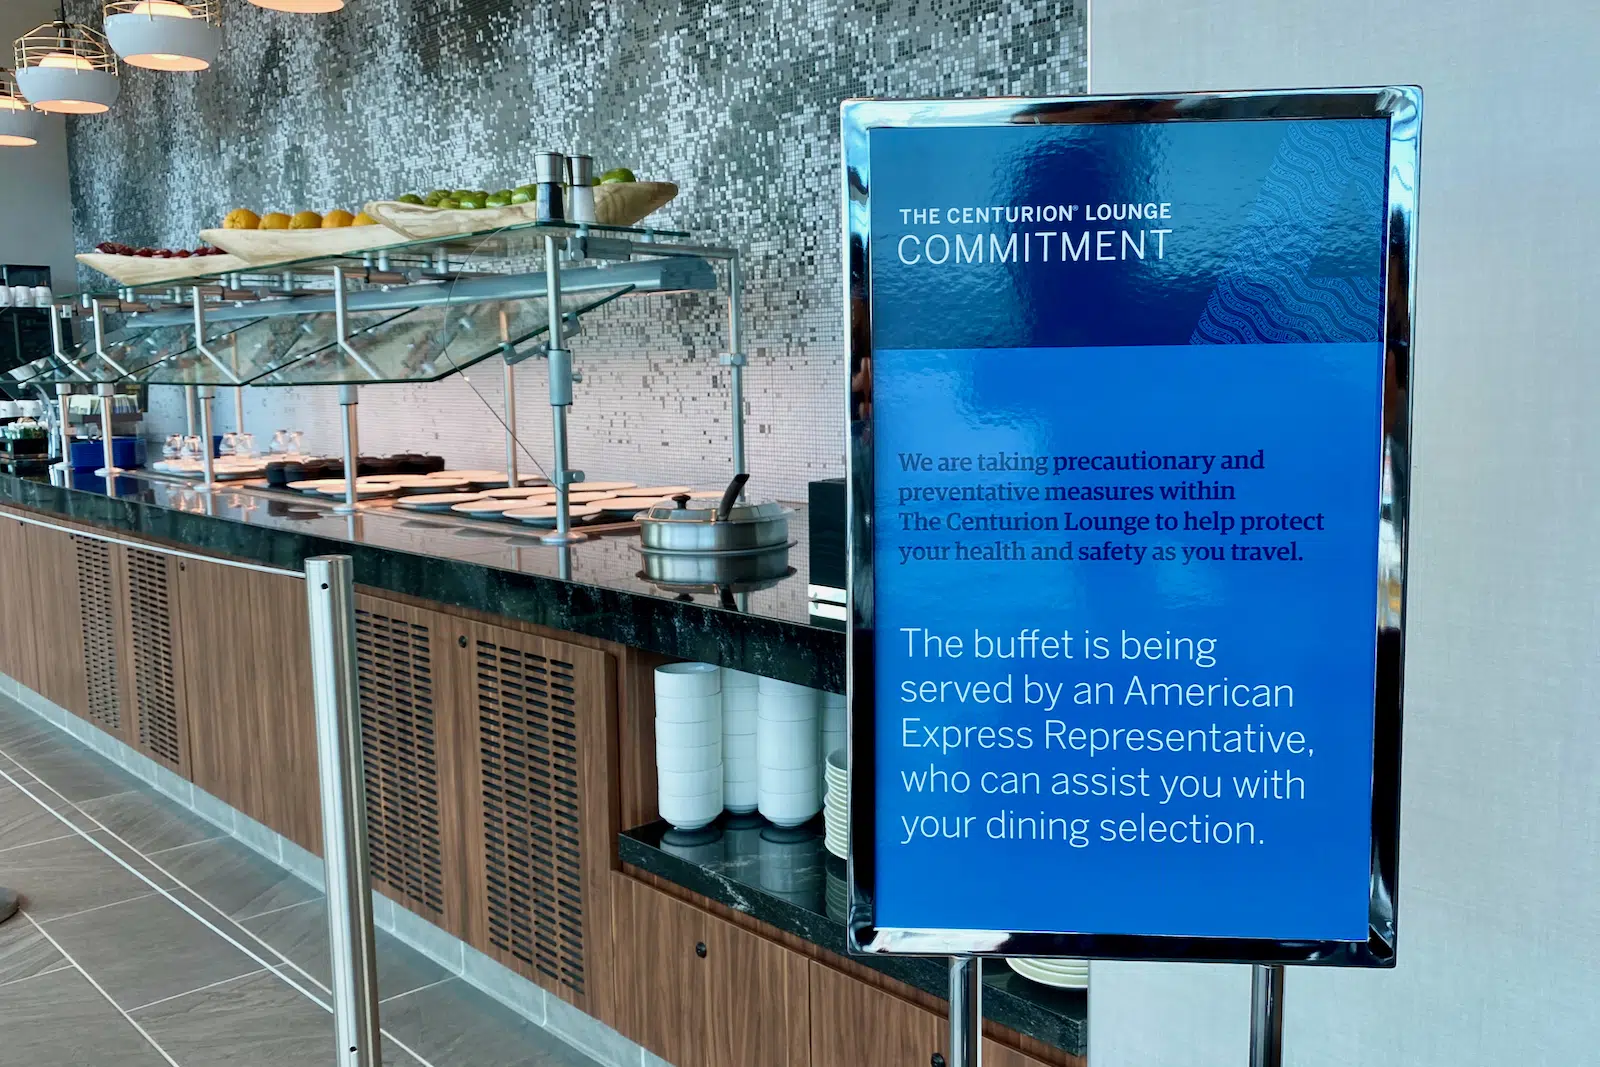 THE CENTURION® LOUNGE
COMMITMENT
We are taking precautionary and
preventative measures within
The Centurion Lounge to help protect
your health and safety as you travel.
The buffet is being
served by an American
Express Representative,
who can assist you with
your dining selection.